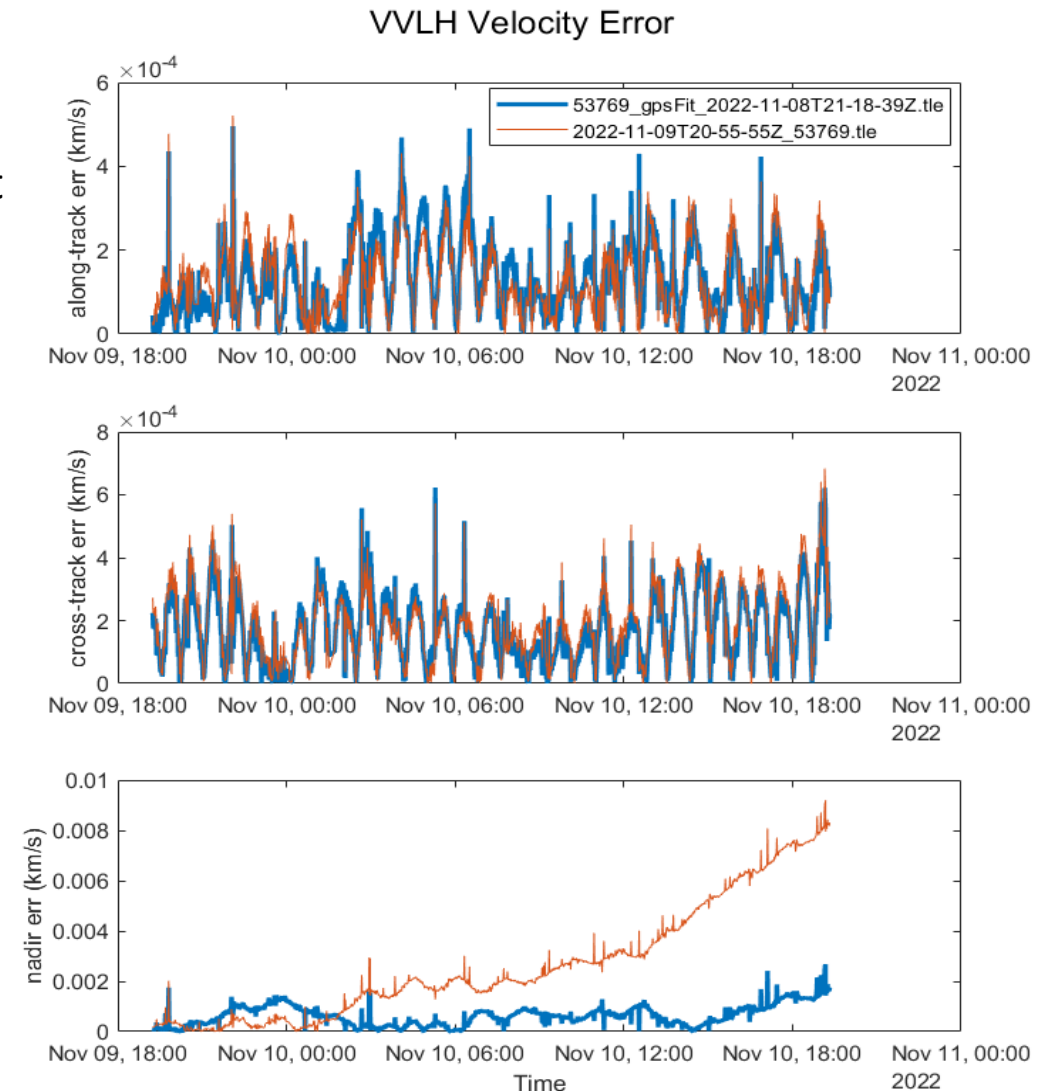 VVLH Velocity Error
×10-4
6
4
2
0
along-track err (km/s)
53769_gpsFit_2022-11-08T21-18-39Z.tle
2022-11-09T20-55-55Z_53769.tle
Nov 09, 18:00 Nov 10, 00:00 Nov 10, 06:00 Nov 10, 12:00 Nov 10, 18:00 Nov 11, 00:00
2022
×10-4
8
6
4
2
0
cross-track err (km/s)
Nov 09, 18:00 Nov 10, 00:00 Nov 10, 06:00 Nov 10, 12:00 Nov 10, 18:00 Nov 11, 00:00
2022
0.01
0.008
0.006
0.004
0.002
0
nadir err (km/s)
Nov 09, 18:00 Nov 10, 00:00 Nov 10, 06:00 Nov 10, 12:00 Nov 10, 18:00 Nov 11, 00:00
Time 2022